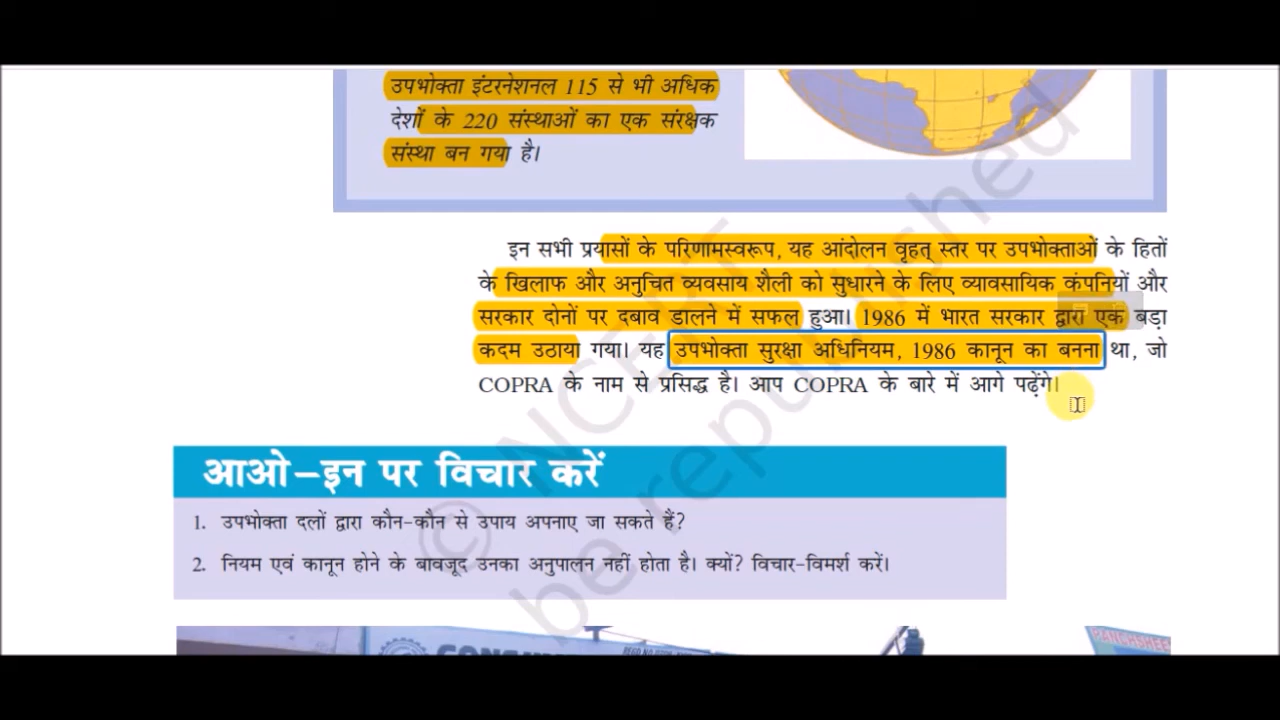 उपभोक्ता इंटरनेशनल 115 से भी अधिक
देशों के 220 संस्थाओं का एक संरक्षक
संस्था बन गया है।
इन सभी प्रयासों के परिणामस्वरूप, यह आंदोलन वृहत् स्तर पर उपभोक्ताओं के हितों
के खिलाफ और अनुचित व्यवसाय शैली को सुधारने के लिए व्यावसायिक कंपनियों और
सरकार दोनों पर दबाव डालने में सफल हुआ। 1986 में भारत सरकार द्वारा एक बड़ा
कदम उठाया गया। यह उपभोक्ता सुरक्षा अधिनियम, 1986 कानून का बनना था, जो
COPRA के नाम से प्रसिद्ध है। आप COPRA के बारे में आगे पढ़ेंगे।
आओ–इन पर विचार करें
1. उपभोक्ता दलों द्वारा कौन-कौन से उपाय अपनाए जा सकते हैं?
2. नियम एवं कानून होने के बावजूद उनका अनुपालन नहीं होता है। क्यों? विचार-विमर्श करें।
© NCERT
be republished
PANCHSHEEL